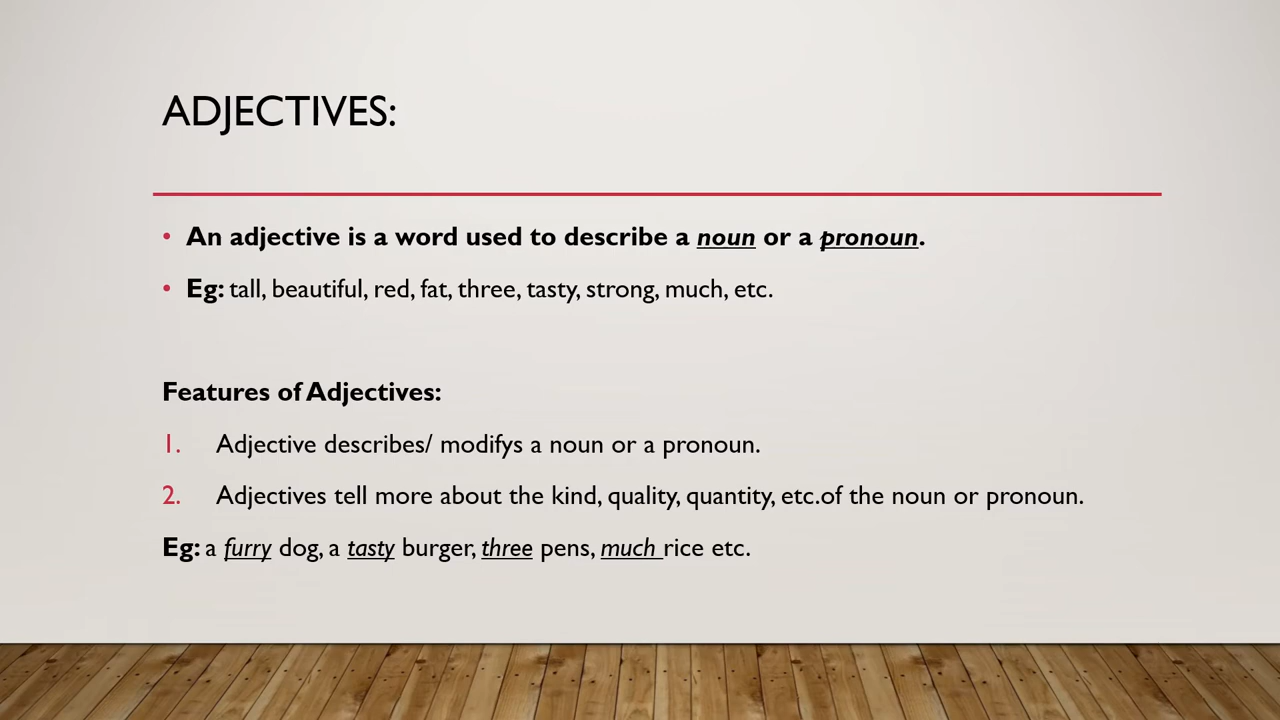 ADJECTIVES:
• An adjective is a word used to describe a noun or a pronoun.
• Eg: tall, beautiful, red, fat, three, tasty, strong, much, etc.
Features of Adjectives:
1. Adjective describes/ modifys a noun or a pronoun.
2. Adjectives tell more about the kind, quality, quantity, etc.of the noun or pronoun.
Eg: a furry dog, a tasty burger, three pens, much rice etc.